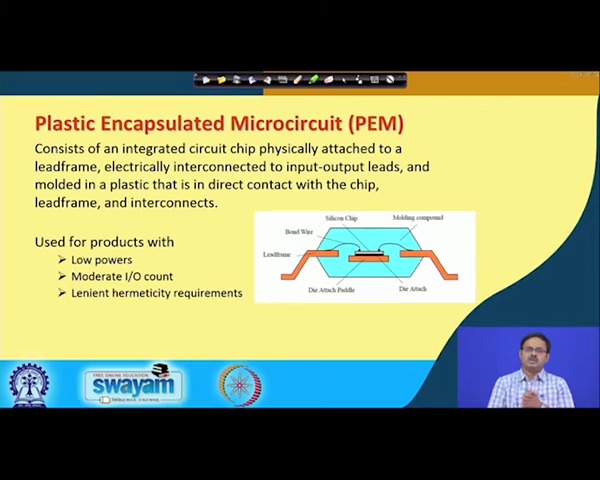 Plastic Encapsulated Microcircuit (PEM)
Consists of an integrated circuit chip physically attached to a
leadframe, electrically interconnected to input-output leads, and
molded in a plastic that is in direct contact with the chip,
leadframe, and interconnects.
Used for products with
Low powers
Moderate I/O count
Lenient hermeticity requirements
Silicon Chip
Molding compound
Bond Wire
Leadframe
Die Attach Paddle
Die Attach
FREE ONLINE EDUCATION
swayam